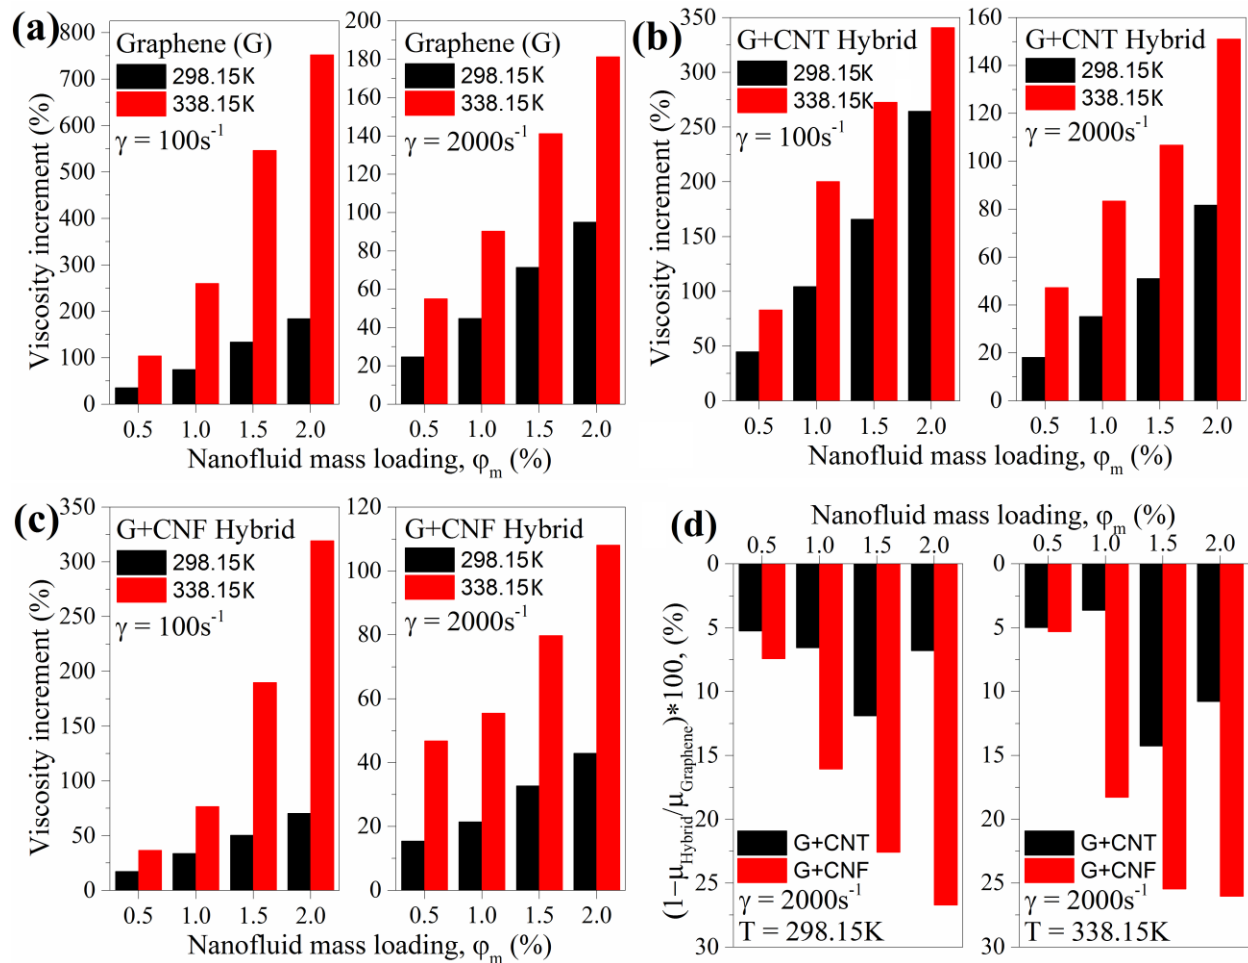 (a)
Graphene (G)
298.15K
338.15K
γ = 100s⁻¹
Viscosity increment (%)
800
700
600
500
400
300
200
100
0
0.5 1.0 1.5 2.0
Graphene (G)
298.15K
338.15K
γ = 2000s⁻¹
200
180
160
140
120
100
80
60
40
20
0
0.5 1.0 1.5 2.0
Nanofluid mass loading, φₘ (%)
(b)
G+CNT Hybrid
298.15K
338.15K
γ = 100s⁻¹
Viscosity increment (%)
350
300
250
200
150
100
50
0
0.5 1.0 1.5 2.0
G+CNT Hybrid
298.15K
338.15K
γ = 2000s⁻¹
160
140
120
100
80
60
40
20
0
0.5 1.0 1.5 2.0
Nanofluid mass loading, φₘ (%)
(c)
G+CNF Hybrid
298.15K
338.15K
γ = 100s⁻¹
Viscosity increment (%)
350
300
250
200
150
100
50
0
0.5 1.0 1.5 2.0
G+CNF Hybrid
298.15K
338.15K
γ = 2000s⁻¹
120
100
80
60
40
20
0
0.5 1.0 1.5 2.0
Nanofluid mass loading, φₘ (%)
(d)
Nanofluid mass loading, φₘ (%)
0.5 1.0 1.5 2.0
0
5
10
15
20
25
30
(1−μHybrid/μGraphene)*100, (%)
G+CNT
G+CNF
γ = 2000s⁻¹
T = 298.15K
0.5 1.0 1.5 2.0
0
5
10
15
20
25
30
G+CNT
G+CNF
γ = 2000s⁻¹
T = 338.15K